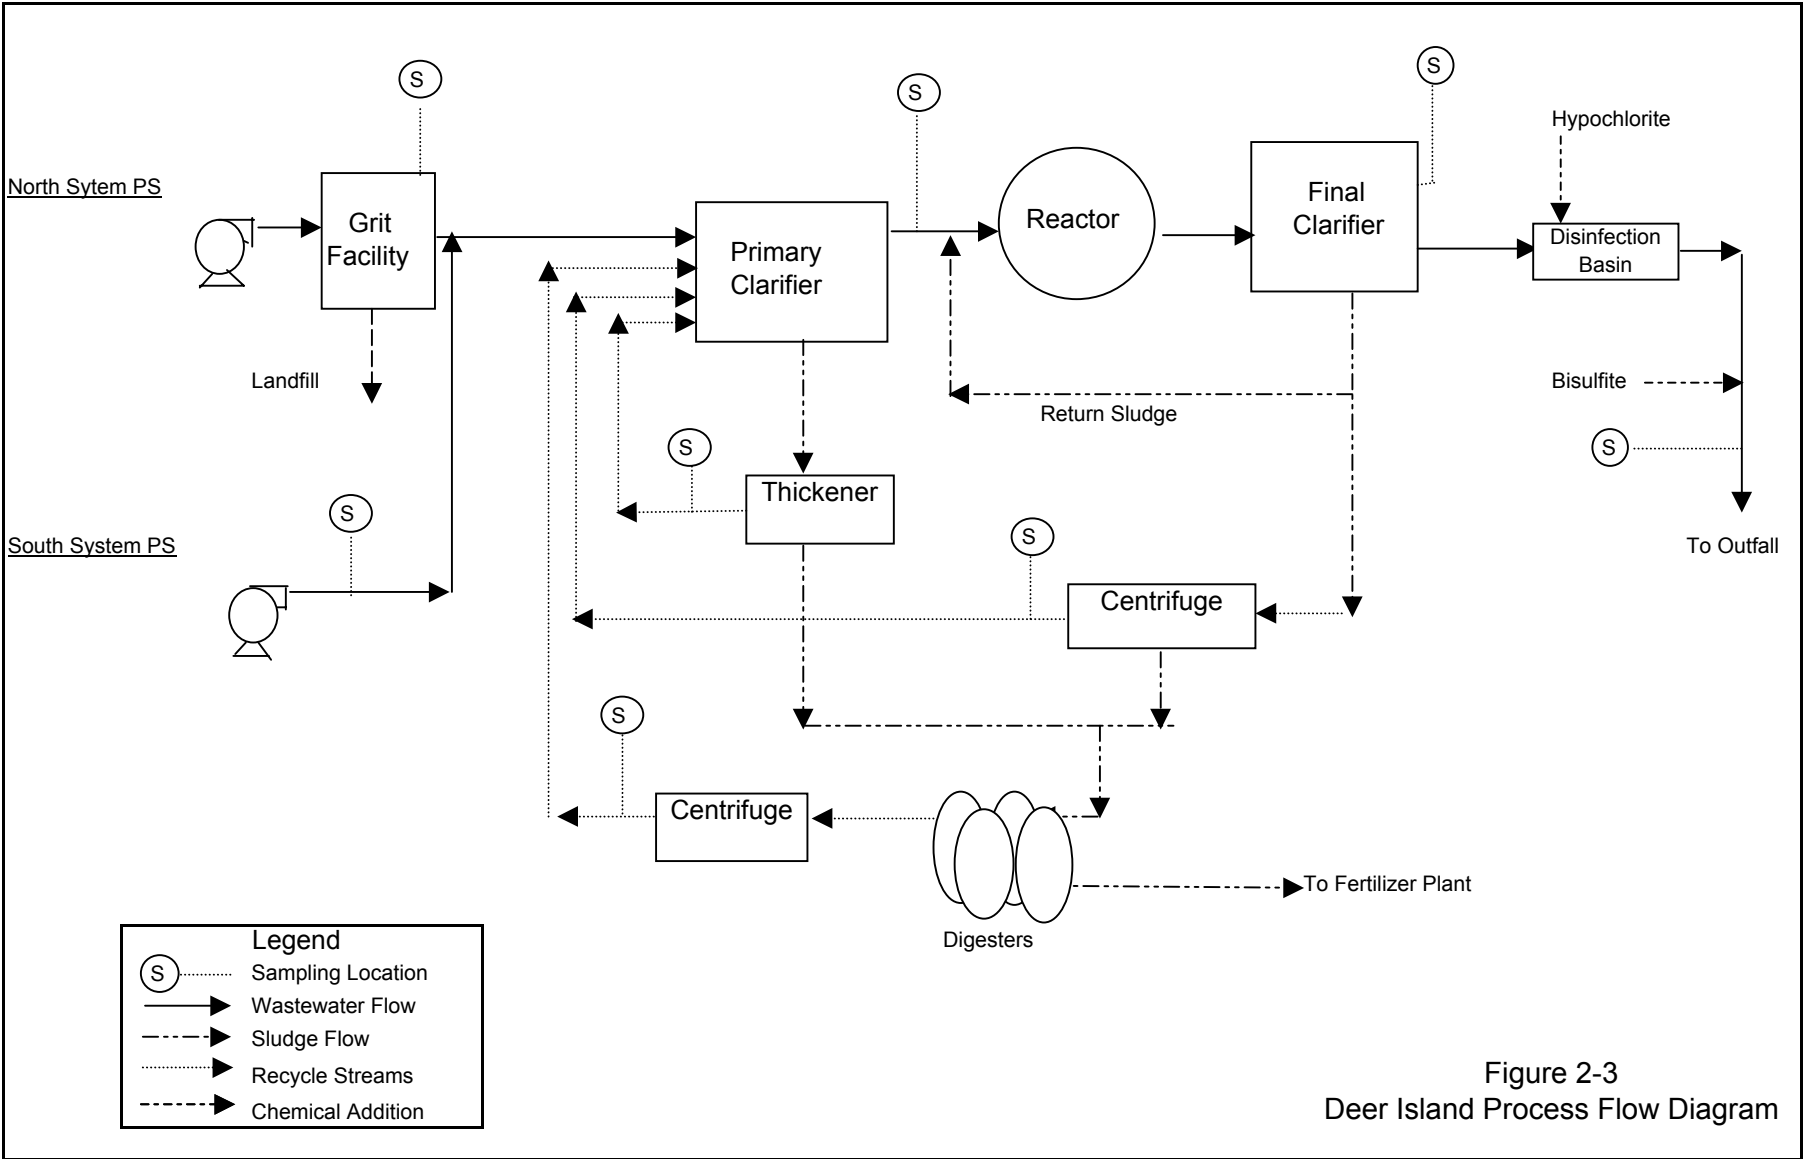 S
S
S
Hypochlorite
North Sytem PS
Grit
Facility
Primary
Clarifier
Reactor
Final
Clarifier
Disinfection
Basin
Landfill
Bisulfite
Return Sludge
S
S
Thickener
S
South System PS
S
To Outfall
Centrifuge
S
Centrifuge
To Fertilizer Plant
Digesters
Legend
S
Sampling Location
Wastewater Flow
Sludge Flow
Recycle Streams
Chemical Addition
Figure 2-3
Deer Island Process Flow Diagram